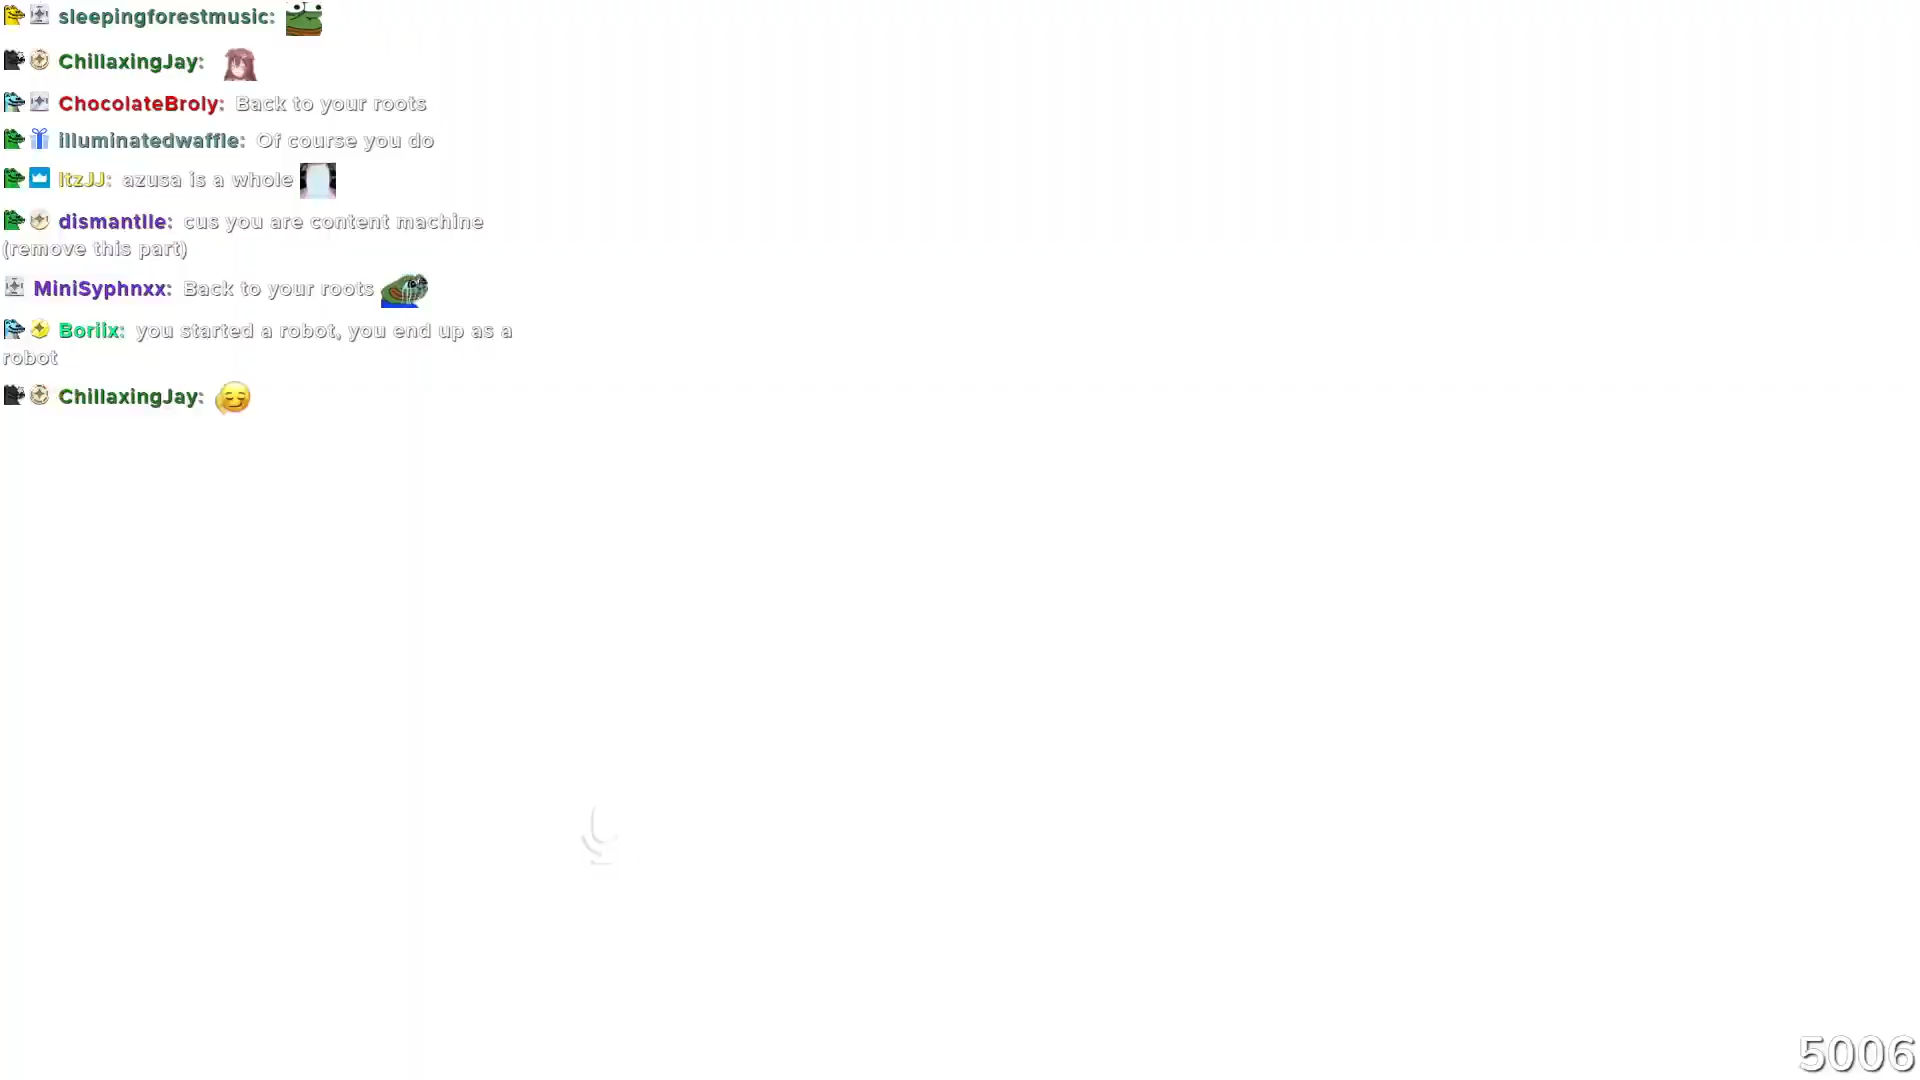 sleepingforestmusic:
ChillaxingJay:
ChocolateBroly: Back to your roots
illuminatedwaffle: Of course you do
ItzJJ: azusa is a whole
dismantlle: cus you are content machine
(remove this part)
MiniSyphnxx: Back to your roots
Boriix: you started a robot, you end up as a
robot
ChillaxingJay:
5006